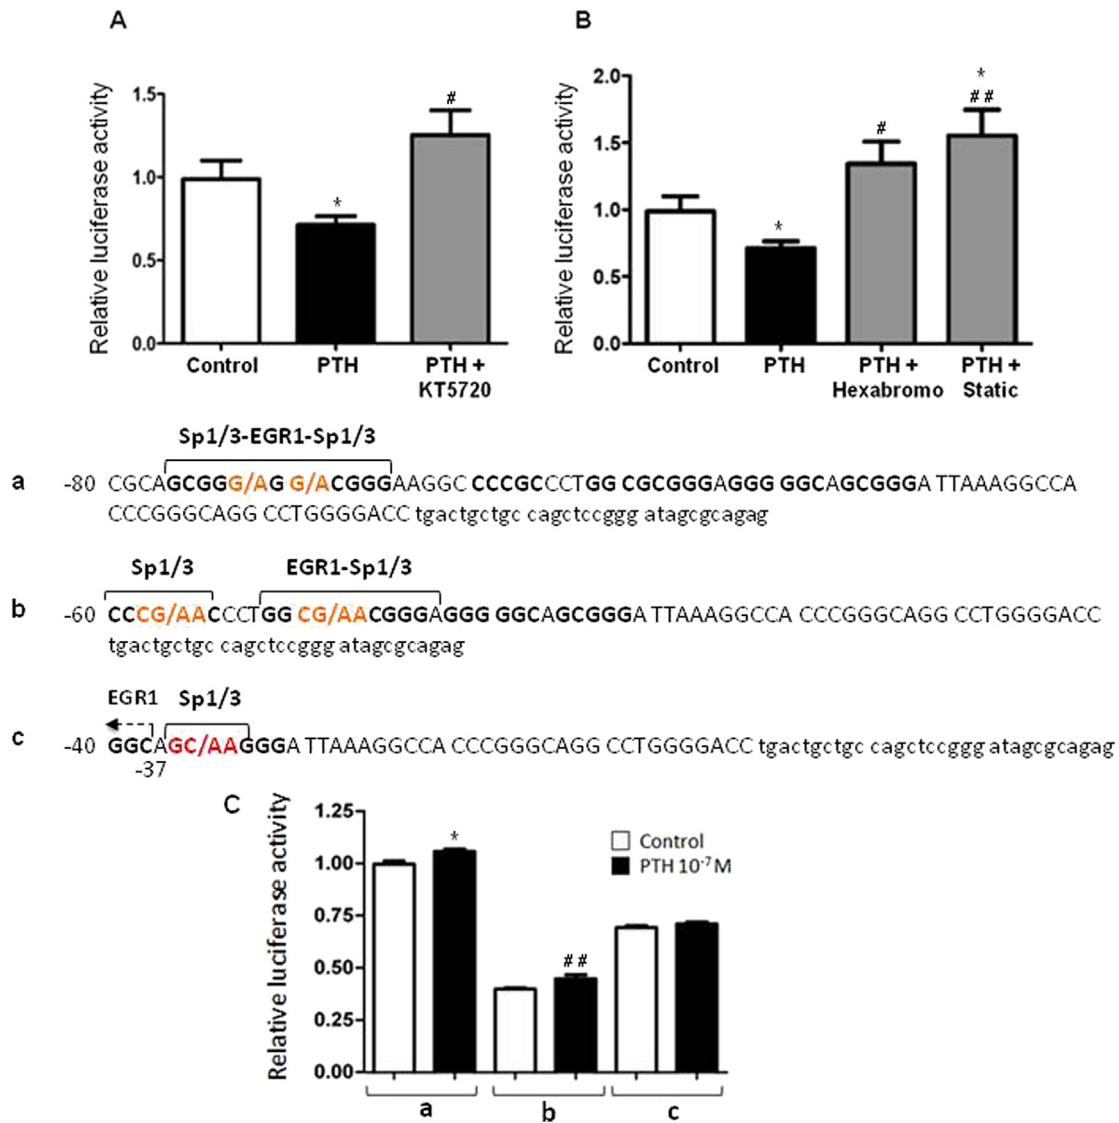 A
B
Relative luciferase activity
1.5
1.0
0.5
0.0
*
#
Control
PTH
PTH +
KT5720
Relative luciferase activity
2.0
1.5
1.0
0.5
0.0
*
#
*
# #
Control
PTH
PTH +
Hexabromo
PTH +
Static
Sp1/3-EGR1-Sp1/3
a -80 CGCAGCGGGG/AGG/ACGGGAAGGC CCCGCCCTGG CGCGGGAGGG GGCAGCGGGA TTAAAGGCCA
CCCGGGCAGG CCTGGGGACC tgactgctgc cagctccggg atagcgcagag
Sp1/3 EGR1-Sp1/3
b -60 CCCG/AACCCTGG CG/AACGGGAGGG GGCAGCGGGA TTAAAGGCCA CCCGGGCAGG CCTGGGGACC
tgactgctgc cagctccggg atagcgcagag
EGR1 Sp1/3
c -40 GGCAGC/AAGGGA TTAAAGGCCA CCCGGGCAGG CCTGGGGACC tgactgctgc cagctccggg atagcgcagag
-37
C
Relative luciferase activity
1.25
1.00
0.75
0.50
0.25
0.00
*
# #
Control
PTH 10⁻⁷ M
a
b
c